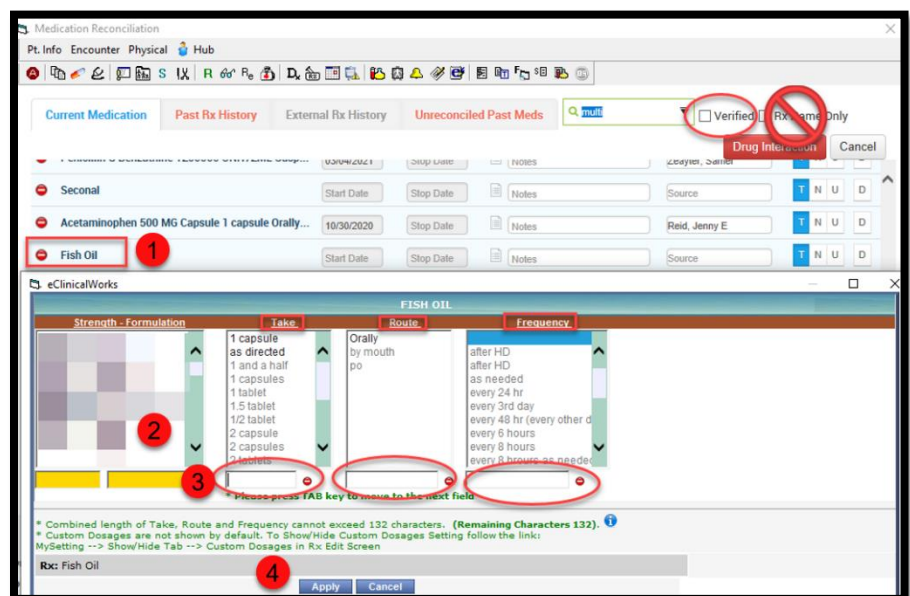 Medication Reconciliation
Pt. Info Encounter Physical Hub
Current Medication Past Rx History External Rx History Unreconciled Past Meds multi Verified Only
Drug Interaction Cancel
03/04/2021 Stop Date Notes Zeayter, Samer
Seconal Start Date Stop Date Notes Source T N U D
Acetaminophen 500 MG Capsule 1 capsule Orally... 10/30/2020 Stop Date Notes Reid, Jenny E T N U D
Fish Oil 1 Start Date Stop Date Notes Source T N U D
eClinicalWorks
FISH OIL
Strength - Formulation Take Route Frequency
1 capsule Orally
as directed by mouth after HD
1 and a half po after HD
1 capsules as needed
1 tablet every 24 hr
1.5 tablet every 3rd day
1/2 tablet every 48 hr (every other d
2 capsule every 6 hours
2 capsules every 8 hours
2 tablets every 8 hrours as needed
2
3
* Please press TAB key to move to the next field
* Combined length of Take, Route and Frequency cannot exceed 132 characters. (Remaining Characters 132).
* Custom Dosages are not shown by default. To Show/Hide Custom Dosages Setting follow the link:
MySetting --> Show/Hide Tab --> Custom Dosages in Rx Edit Screen
Rx: Fish Oil
4
Apply Cancel